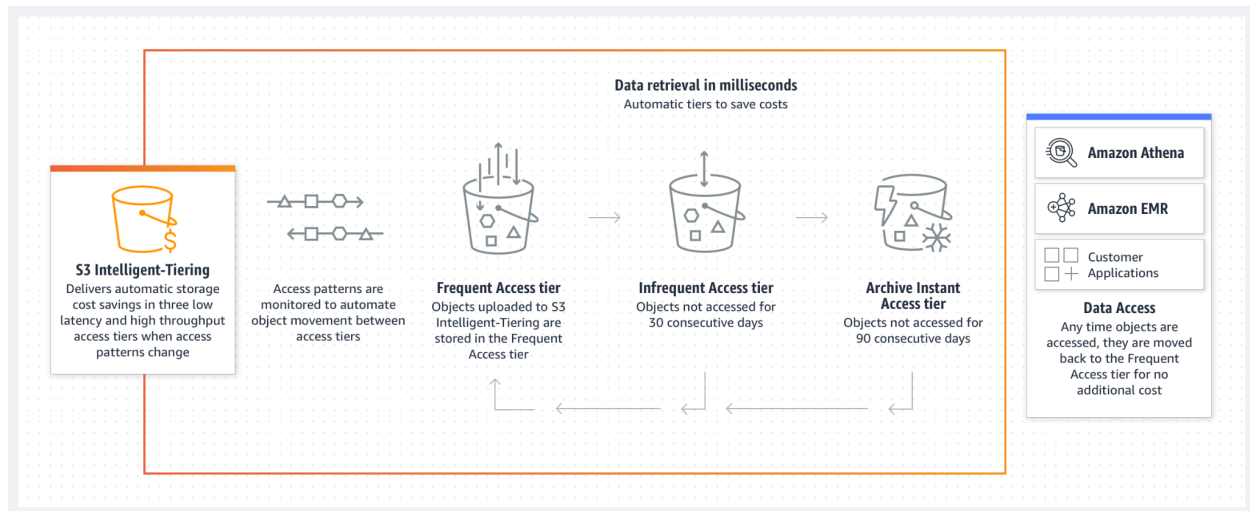 Data retrieval in milliseconds
Automatic tiers to save costs
S3 Intelligent-Tiering
Delivers automatic storage
cost savings in three low
latency and high throughput
access tiers when access
patterns change
Access patterns are
monitored to automate
object movement between
access tiers
Frequent Access tier
Objects uploaded to S3
Intelligent-Tiering are
stored in the Frequent
Access tier
Infrequent Access tier
Objects not accessed for
30 consecutive days
Archive Instant
Access tier
Objects not accessed for
90 consecutive days
Amazon Athena
Amazon EMR
Customer
Applications
Data Access
Any time objects are
accessed, they are moved
back to the Frequent
Access tier for no
additional cost